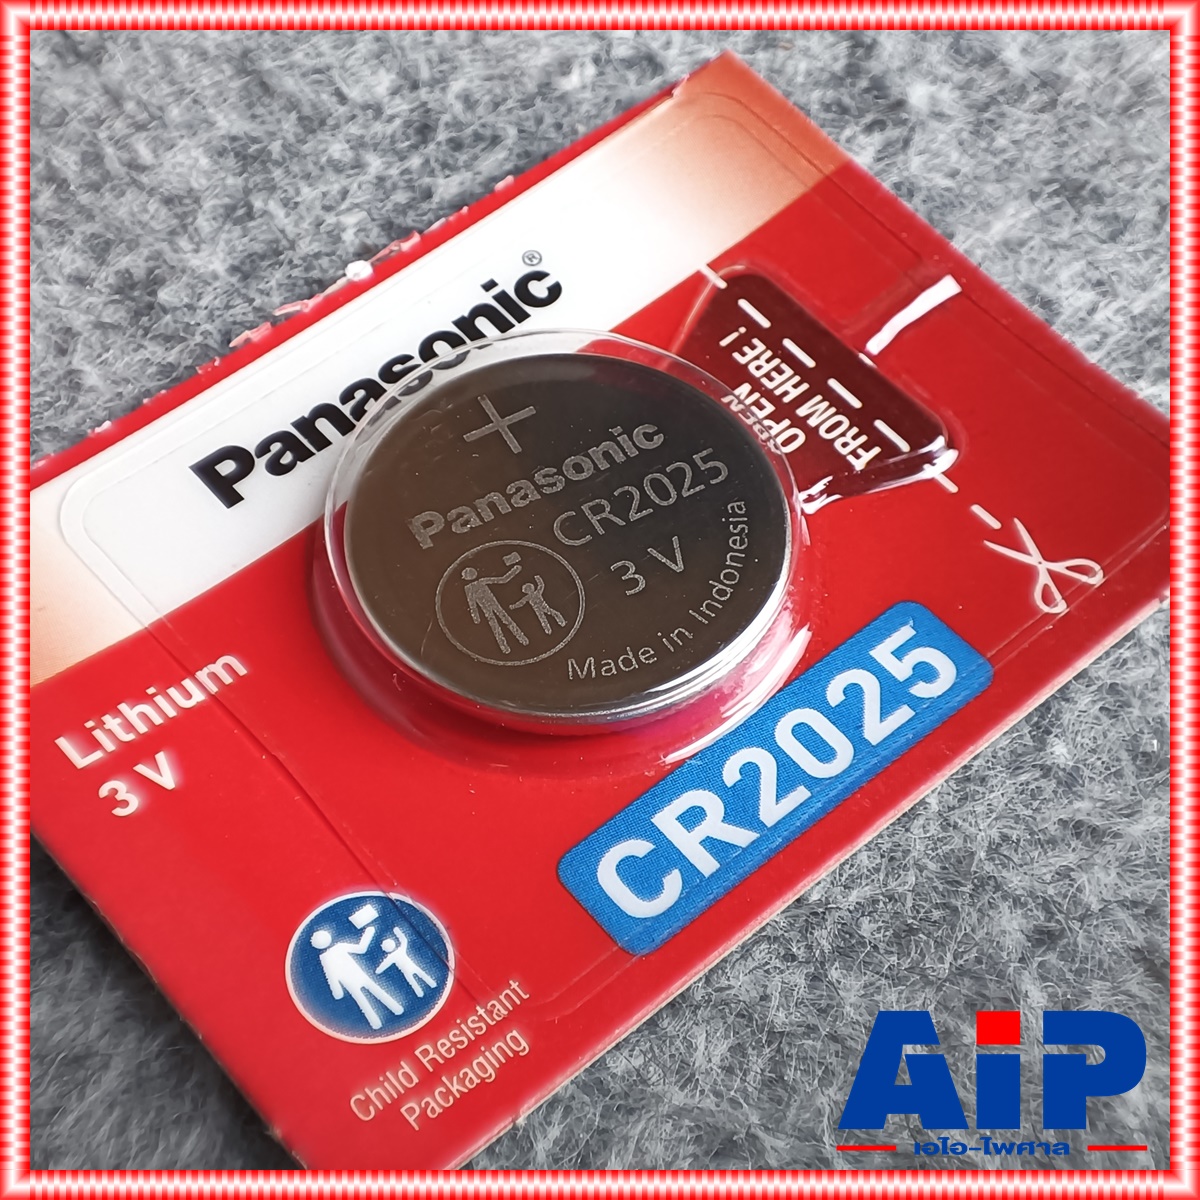 Panasonic®
+
Panasonic
CR2025
3 V
Made in Indonesia
OPEN
FROM HERE !
Lithium
3 V
CR2025
Child Resistant
Packaging
AiP
เอไอ-ไพศาล